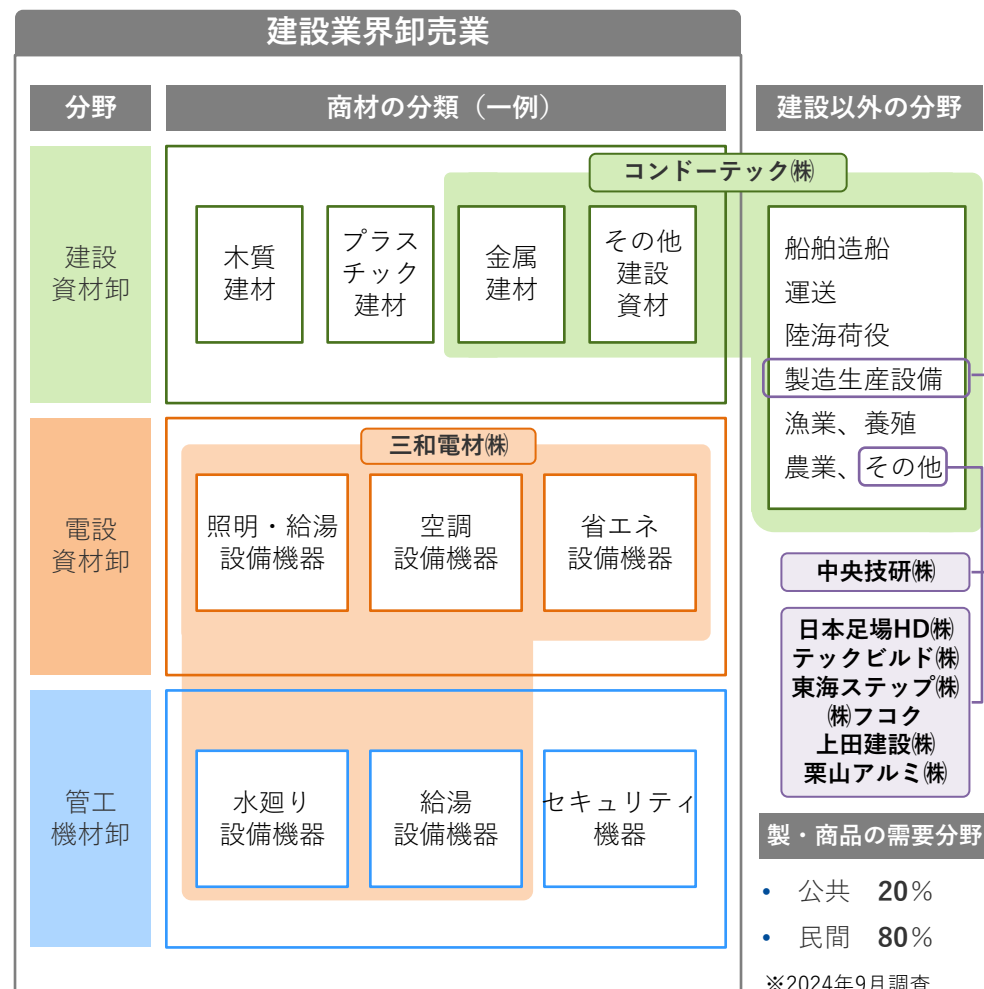 建設業界卸売業
分野
商材の分類（一例）
建設以外の分野
コンドーテック㈱
建設
資材卸
木質
建材
プラス
チック
建材
金属
建材
その他
建設
資材
船舶造船
運送
陸海荷役
製造生産設備
漁業、養殖
農業、その他
三和電材㈱
電設
資材卸
照明・給湯
設備機器
空調
設備機器
省エネ
設備機器
中央技研㈱
日本足場HD㈱
テックビルド㈱
東海ステップ㈱
㈱フコク
上田建設㈱
栗山アルミ㈱
管工
機材卸
水廻り
設備機器
給湯
設備機器
セキュリティ
機器
製・商品の需要分野
• 公共 20%
• 民間 80%
※2024年9月調査